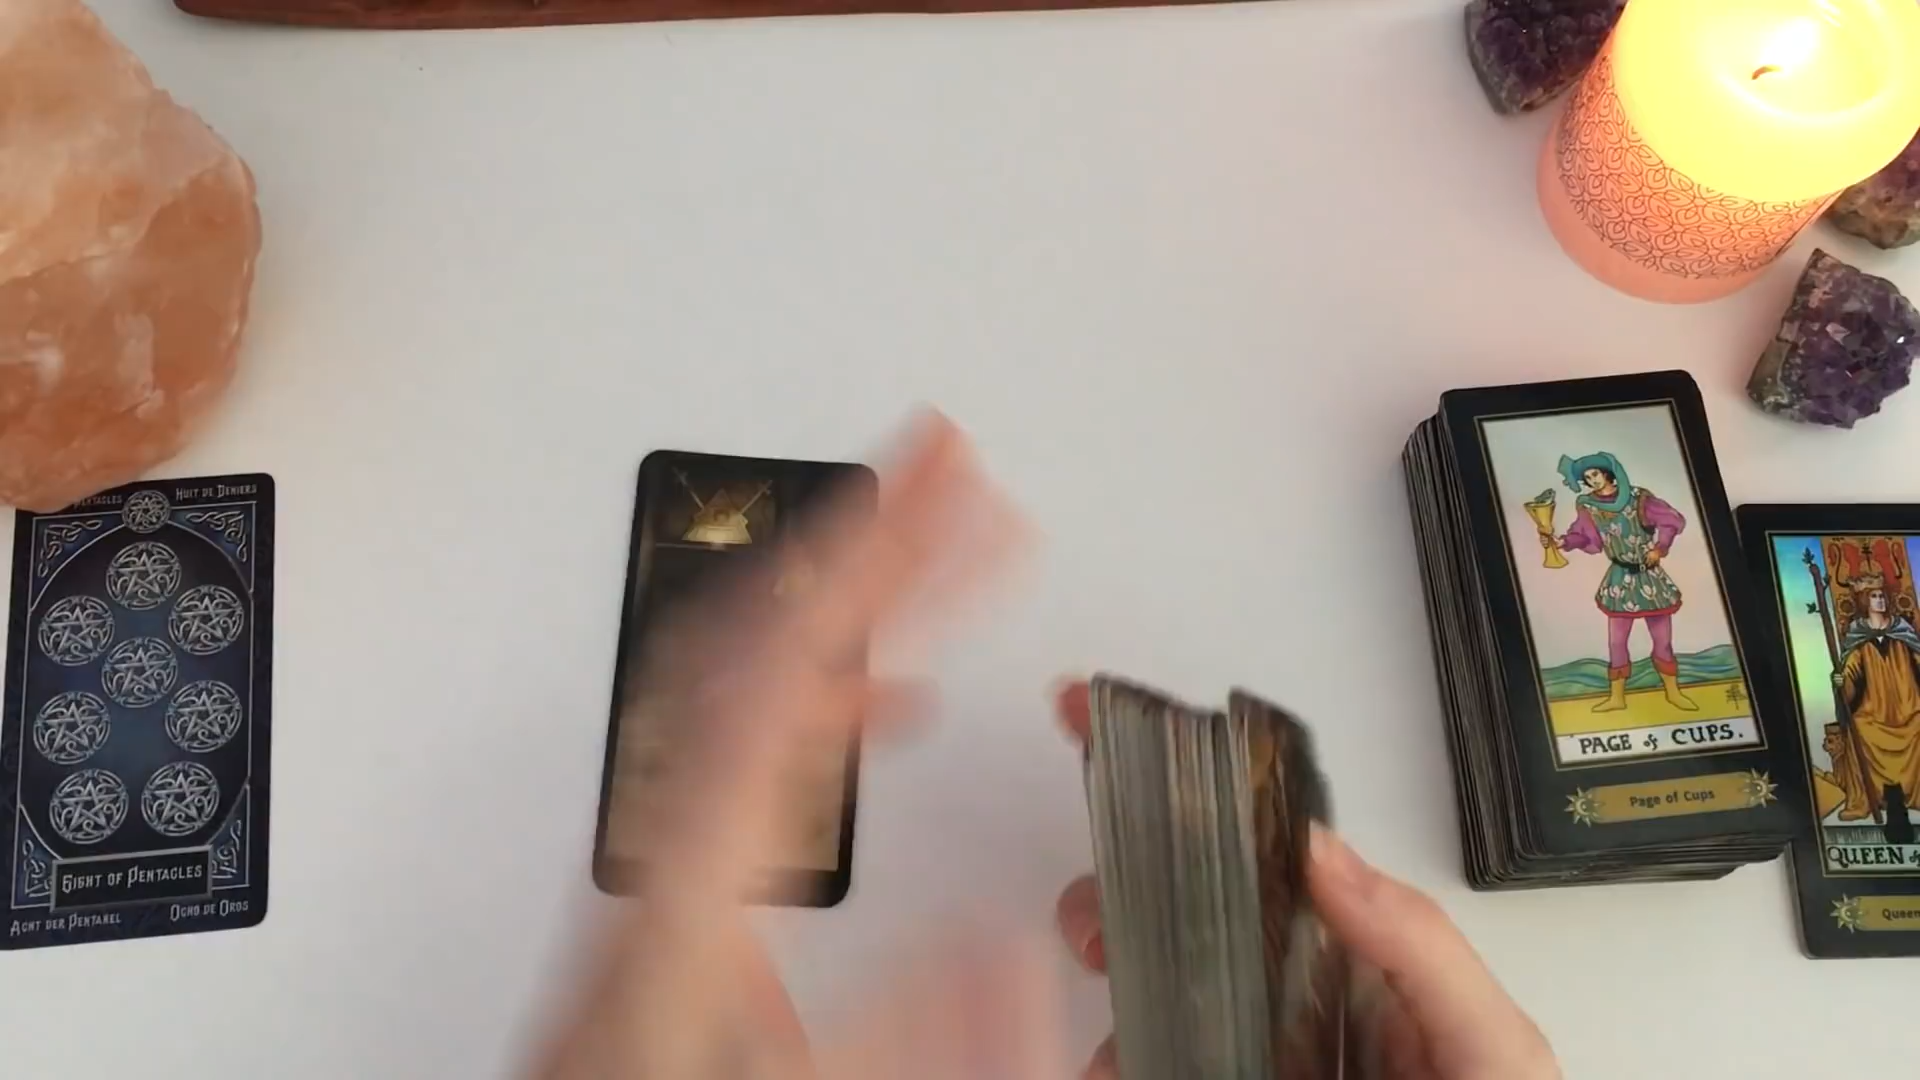 PENTACLES
HUIT DE DENIERS
EIGHT OF PENTACLES
ACHT DER PENTAKEL
OCHO DE OROS
PAGE of CUPS.
Page of Cups
QUEEN
Queen